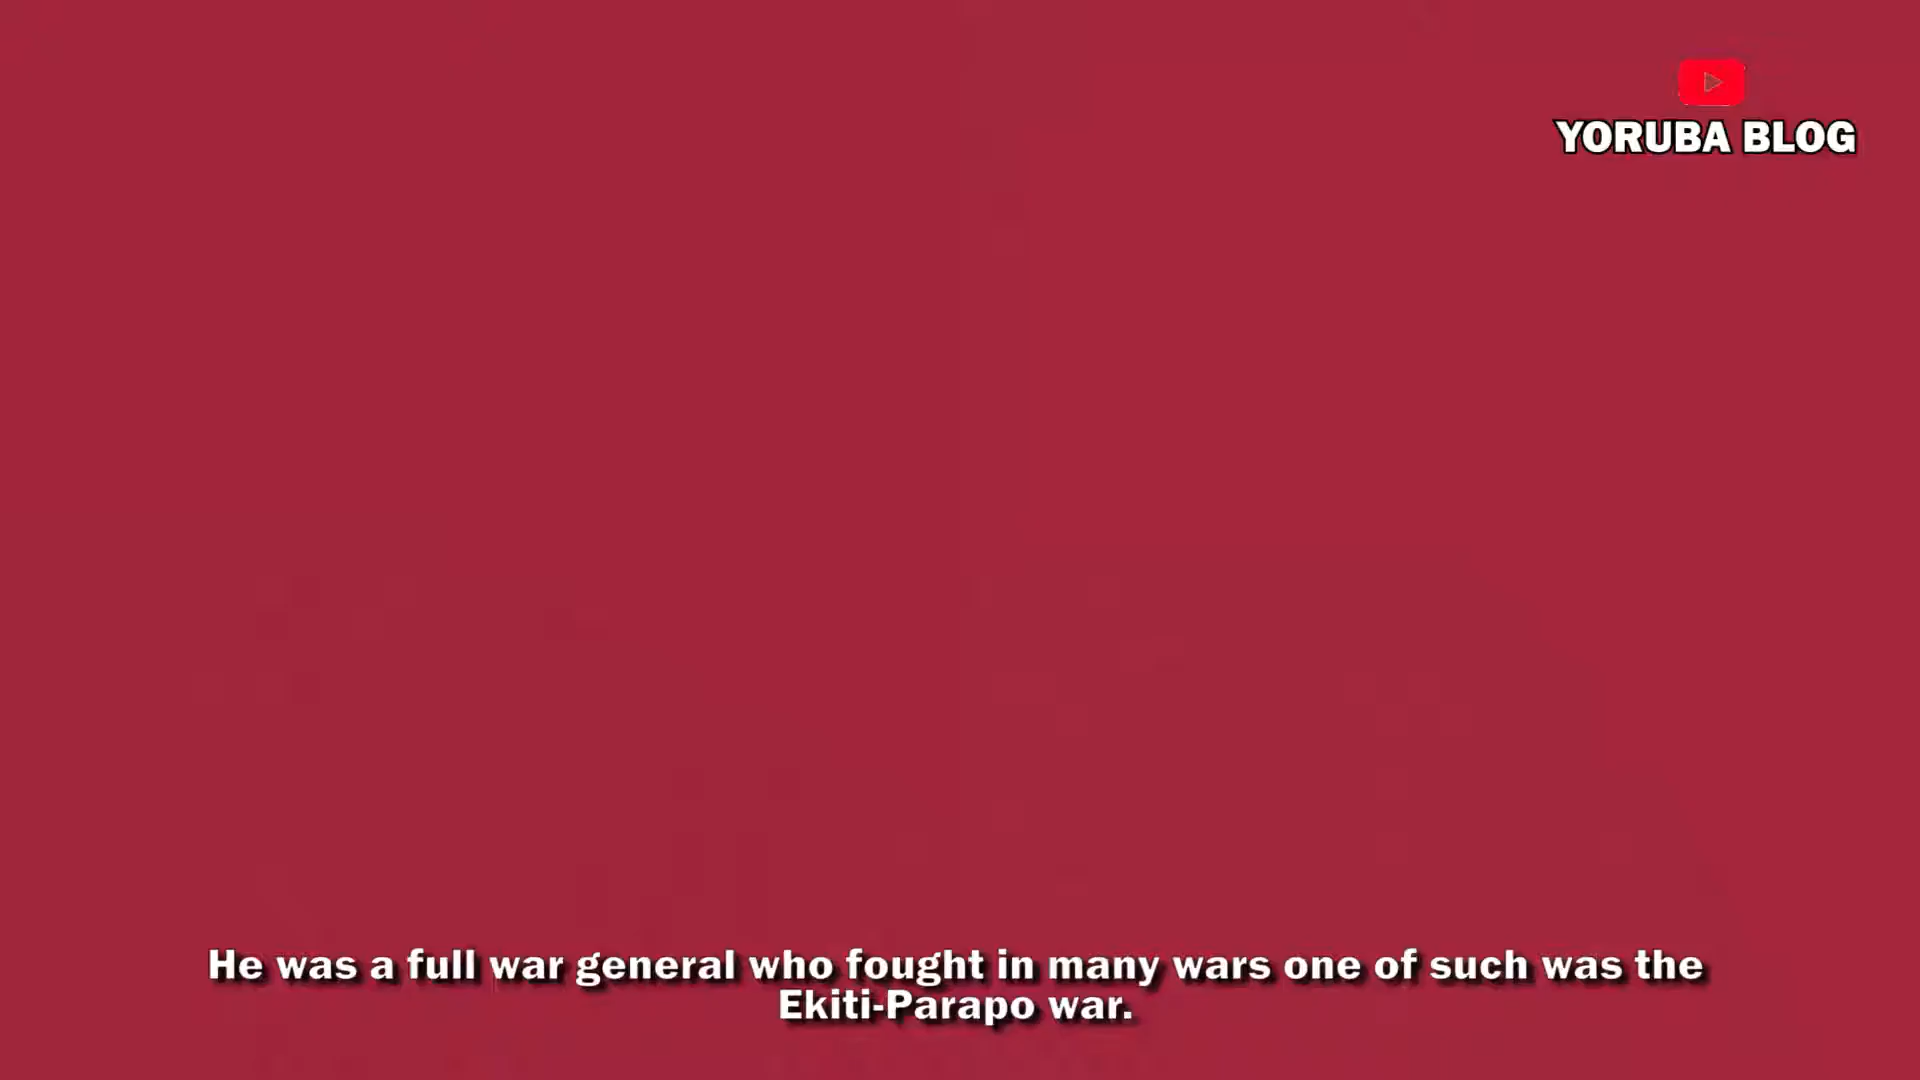 YORUBA BLOG
He was a full war general who fought in many wars one of such was the
Ekiti-Parapo war.